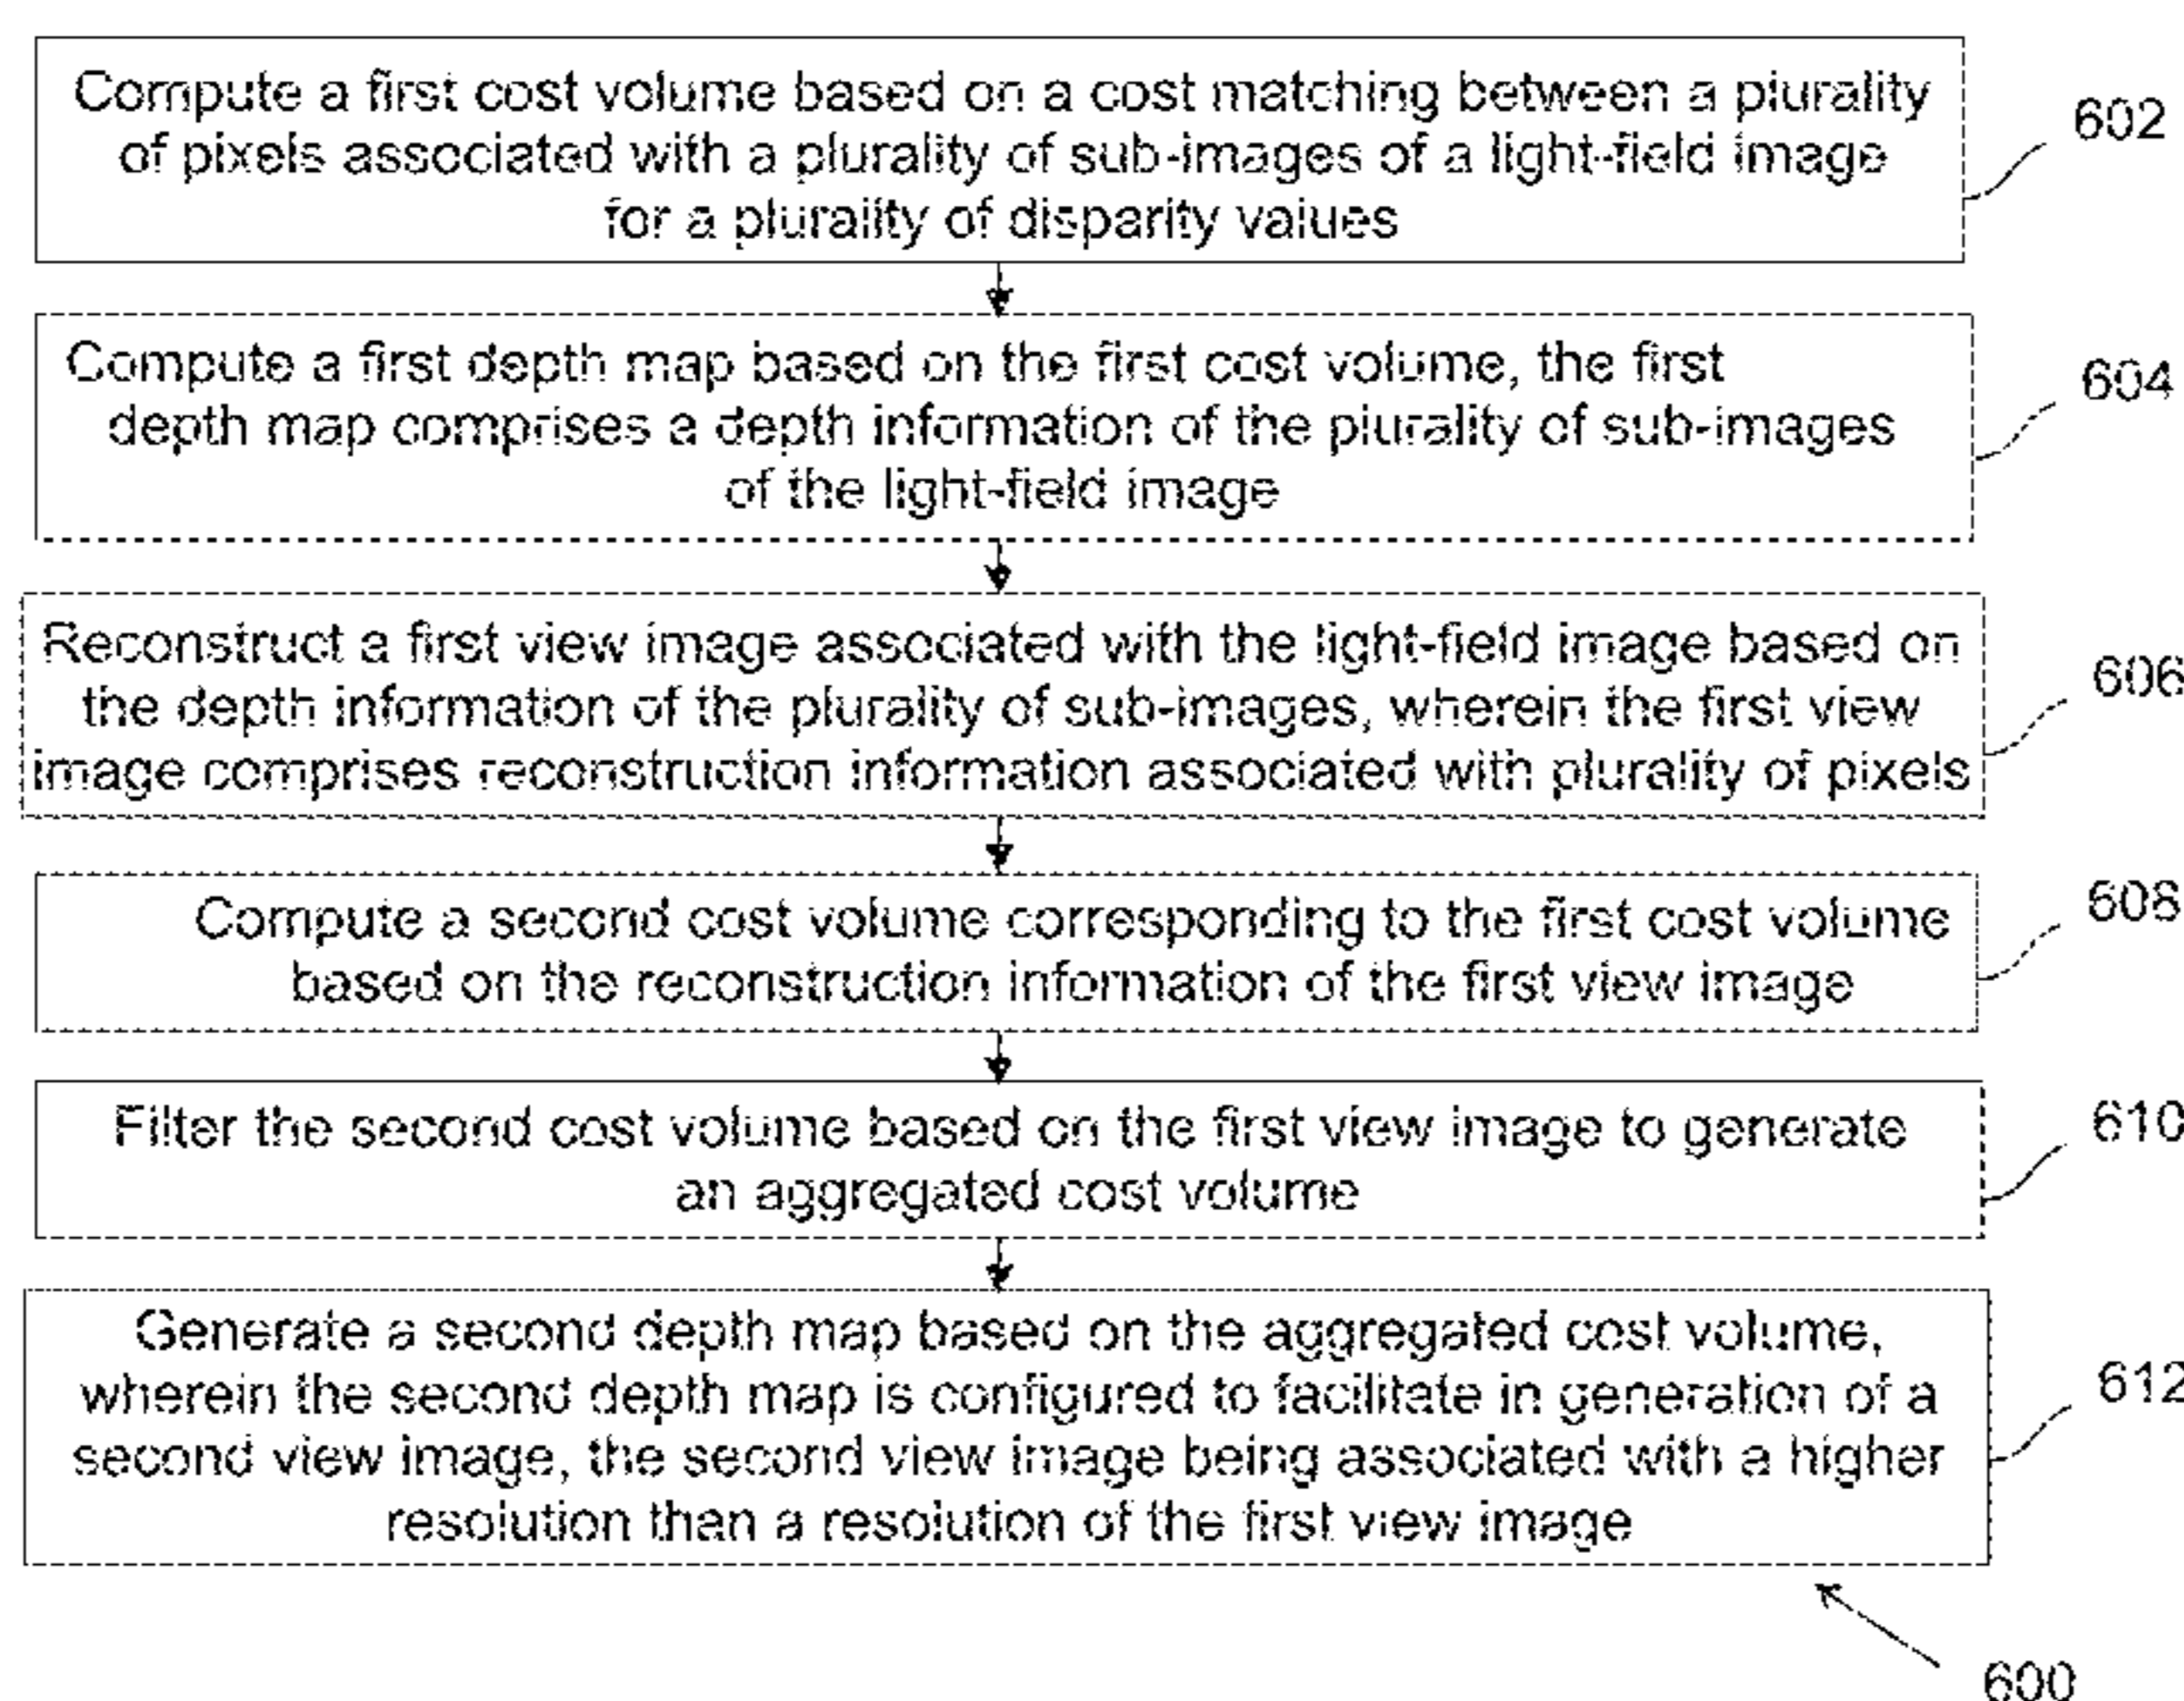 Compute a first cost volume based on a cost matching between a plurality
of pixels associated with a plurality of sub-images of a light-field image
for a plurality of disparity values
602
Compute a first depth map based on the first cost volume, the first
depth map comprises a depth information of the plurality of sub-images
of the light-field image
604
Reconstruct a first view image associated with the light-field image based on
the depth information of the plurality of sub-images, wherein the first view
image comprises reconstruction information associated with plurality of pixels
606
Compute a second cost volume corresponding to the first cost volume
based on the reconstruction information of the first view image
608
Filter the second cost volume based on the first view image to generate
an aggregated cost volume
610
Generate a second depth map based on the aggregated cost volume,
wherein the second depth map is configured to facilitate in generation of a
second view image, the second view image being associated with a higher
resolution than a resolution of the first view image
612
600